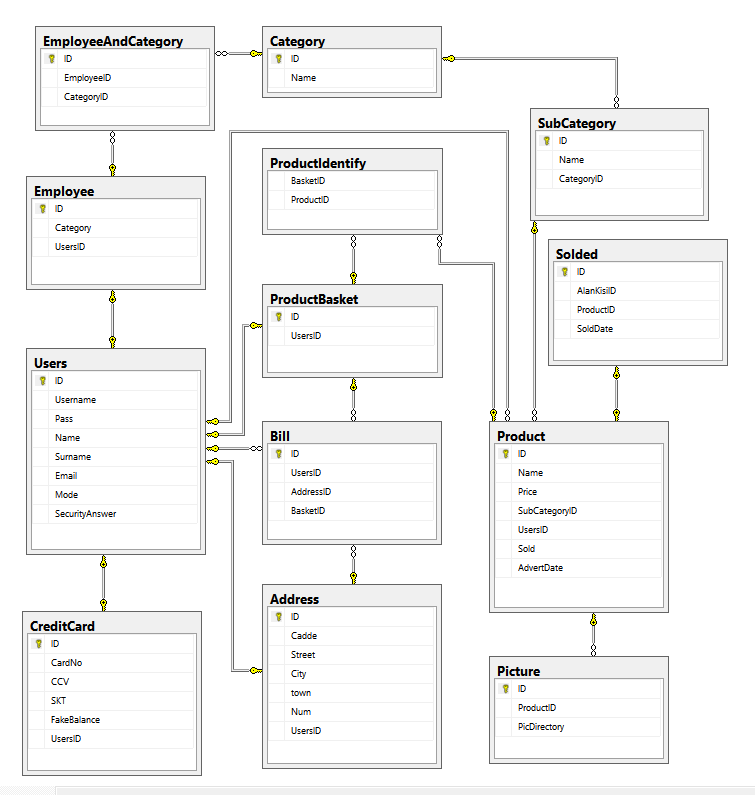 EmployeeAndCategory
ID
EmployeeID
CategoryID
Category
ID
Name
SubCategory
ID
Name
CategoryID
Employee
ID
Category
UsersID
ProductIdentify
BasketID
ProductID
Solded
ID
AlanKisiID
ProductID
SoldDate
ProductBasket
ID
UsersID
Users
ID
Username
Pass
Name
Surname
Email
Mode
SecurityAnswer
Bill
ID
UsersID
AddressID
BasketID
Product
ID
Name
Price
SubCategoryID
UsersID
Sold
AdvertDate
CreditCard
ID
CardNo
CCV
SKT
FakeBalance
UsersID
Address
ID
Cadde
Street
City
town
Num
UsersID
Picture
ID
ProductID
PicDirectory